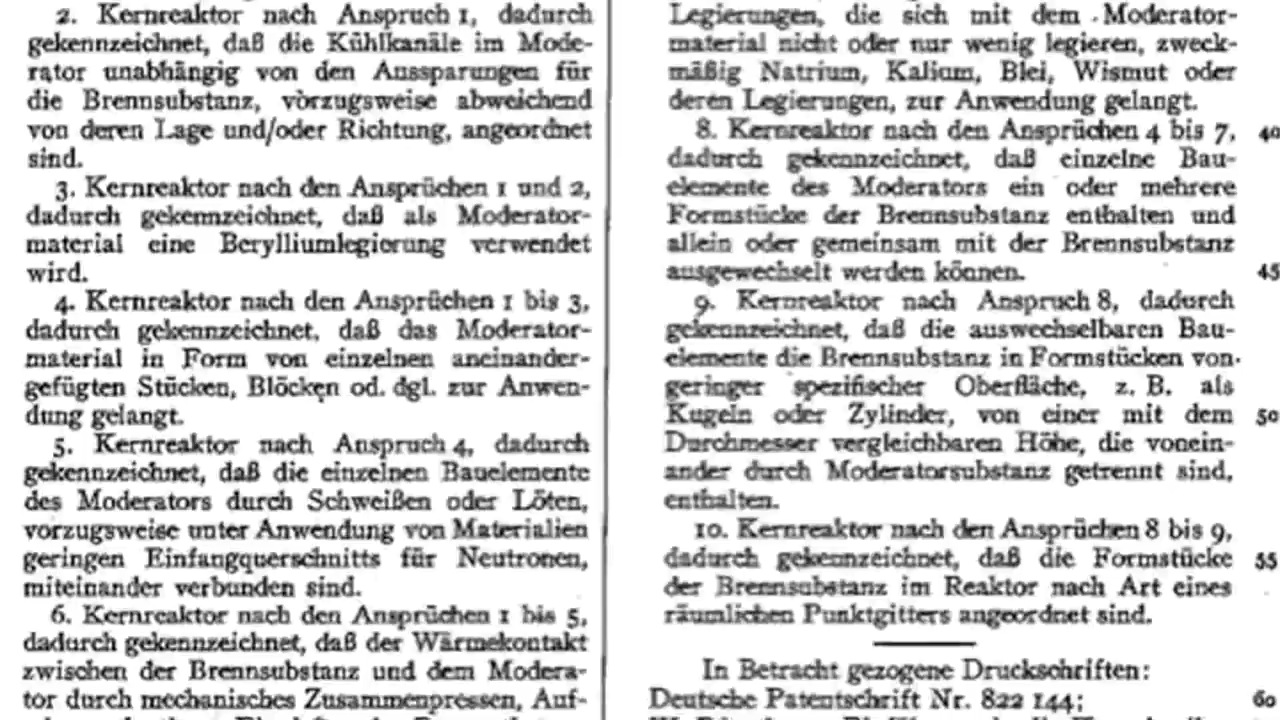 2. Kernreaktor nach Anspruch 1, dadurch
gekennzeichnet, daß die Kühlkanäle im Mode-
rator unabhängig von den Aussparungen für
die Brennsubstanz, vorzugsweise abweichend
von deren Lage und/oder Richtung, angeordnet
sind.
3. Kernreaktor nach den Ansprüchen 1 und 2,
dadurch gekennzeichnet, daß als Moderator-
material eine Berylliumlegierung verwendet
wird.
4. Kernreaktor nach den Ansprüchen 1 bis 3,
dadurch gekennzeichnet, daß das Moderator-
material in Form von einzelnen aneinander-
gefügten Stücken, Blöcken od. dgl. zur Anwen-
dung gelangt.
5. Kernreaktor nach Anspruch 4, dadurch
gekennzeichnet, daß die einzelnen Bauelemente
des Moderators durch Schweißen oder Löten,
vorzugsweise unter Anwendung von Materialien
geringen Einfangquerschnitts für Neutronen,
miteinander verbunden sind.
6. Kernreaktor nach den Ansprüchen 1 bis 5,
dadurch gekennzeichnet, daß der Wärmekontakt
zwischen der Brennsubstanz und dem Modera-
tor durch mechanisches Zusammenpressen, Auf-
Legierungen, die sich mit dem Moderator-
material nicht oder nur wenig legieren, zweck-
mäßig Natrium, Kalium, Blei, Wismut oder
deren Legierungen, zur Anwendung gelangt.
8. Kernreaktor nach den Ansprüchen 4 bis 7, 40
dadurch gekennzeichnet, daß einzelne Bau-
elemente des Moderators ein oder mehrere
Formstücke der Brennsubstanz enthalten und
allein oder gemeinsam mit der Brennsubstanz
ausgewechselt werden können. 45
9. Kernreaktor nach Anspruch 8, dadurch
gekennzeichnet, daß die auswechselbaren Bau-
elemente die Brennsubstanz in Formstücken von
geringer spezifischer Oberfläche, z. B. als
Kugeln oder Zylinder, von einer mit dem 50
Durchmesser vergleichbaren Höhe, die vonein-
ander durch Moderatorsubstanz getrennt sind,
enthalten.
10. Kernreaktor nach den Ansprüchen 8 bis 9,
dadurch gekennzeichnet, daß die Formstücke 55
der Brennsubstanz im Reaktor nach Art eines
räumlichen Punktgitters angeordnet sind.
In Betracht gezogene Druckschriften:
Deutsche Patentschrift Nr. 822 144; 60